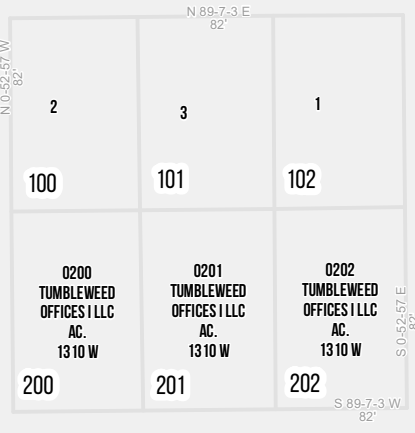 N 89-7-3 E
82'
N 0-52-57 W
82'
2
3
1
100
101
102
0200
TUMBLEWEED
OFFICES I LLC
AC.
1310 W
0201
TUMBLEWEED
OFFICES I LLC
AC.
1310 W
0202
TUMBLEWEED
OFFICES I LLC
AC.
1310 W
200
201
202
S 0-52-57 E
82'
S 89-7-3 W
82'